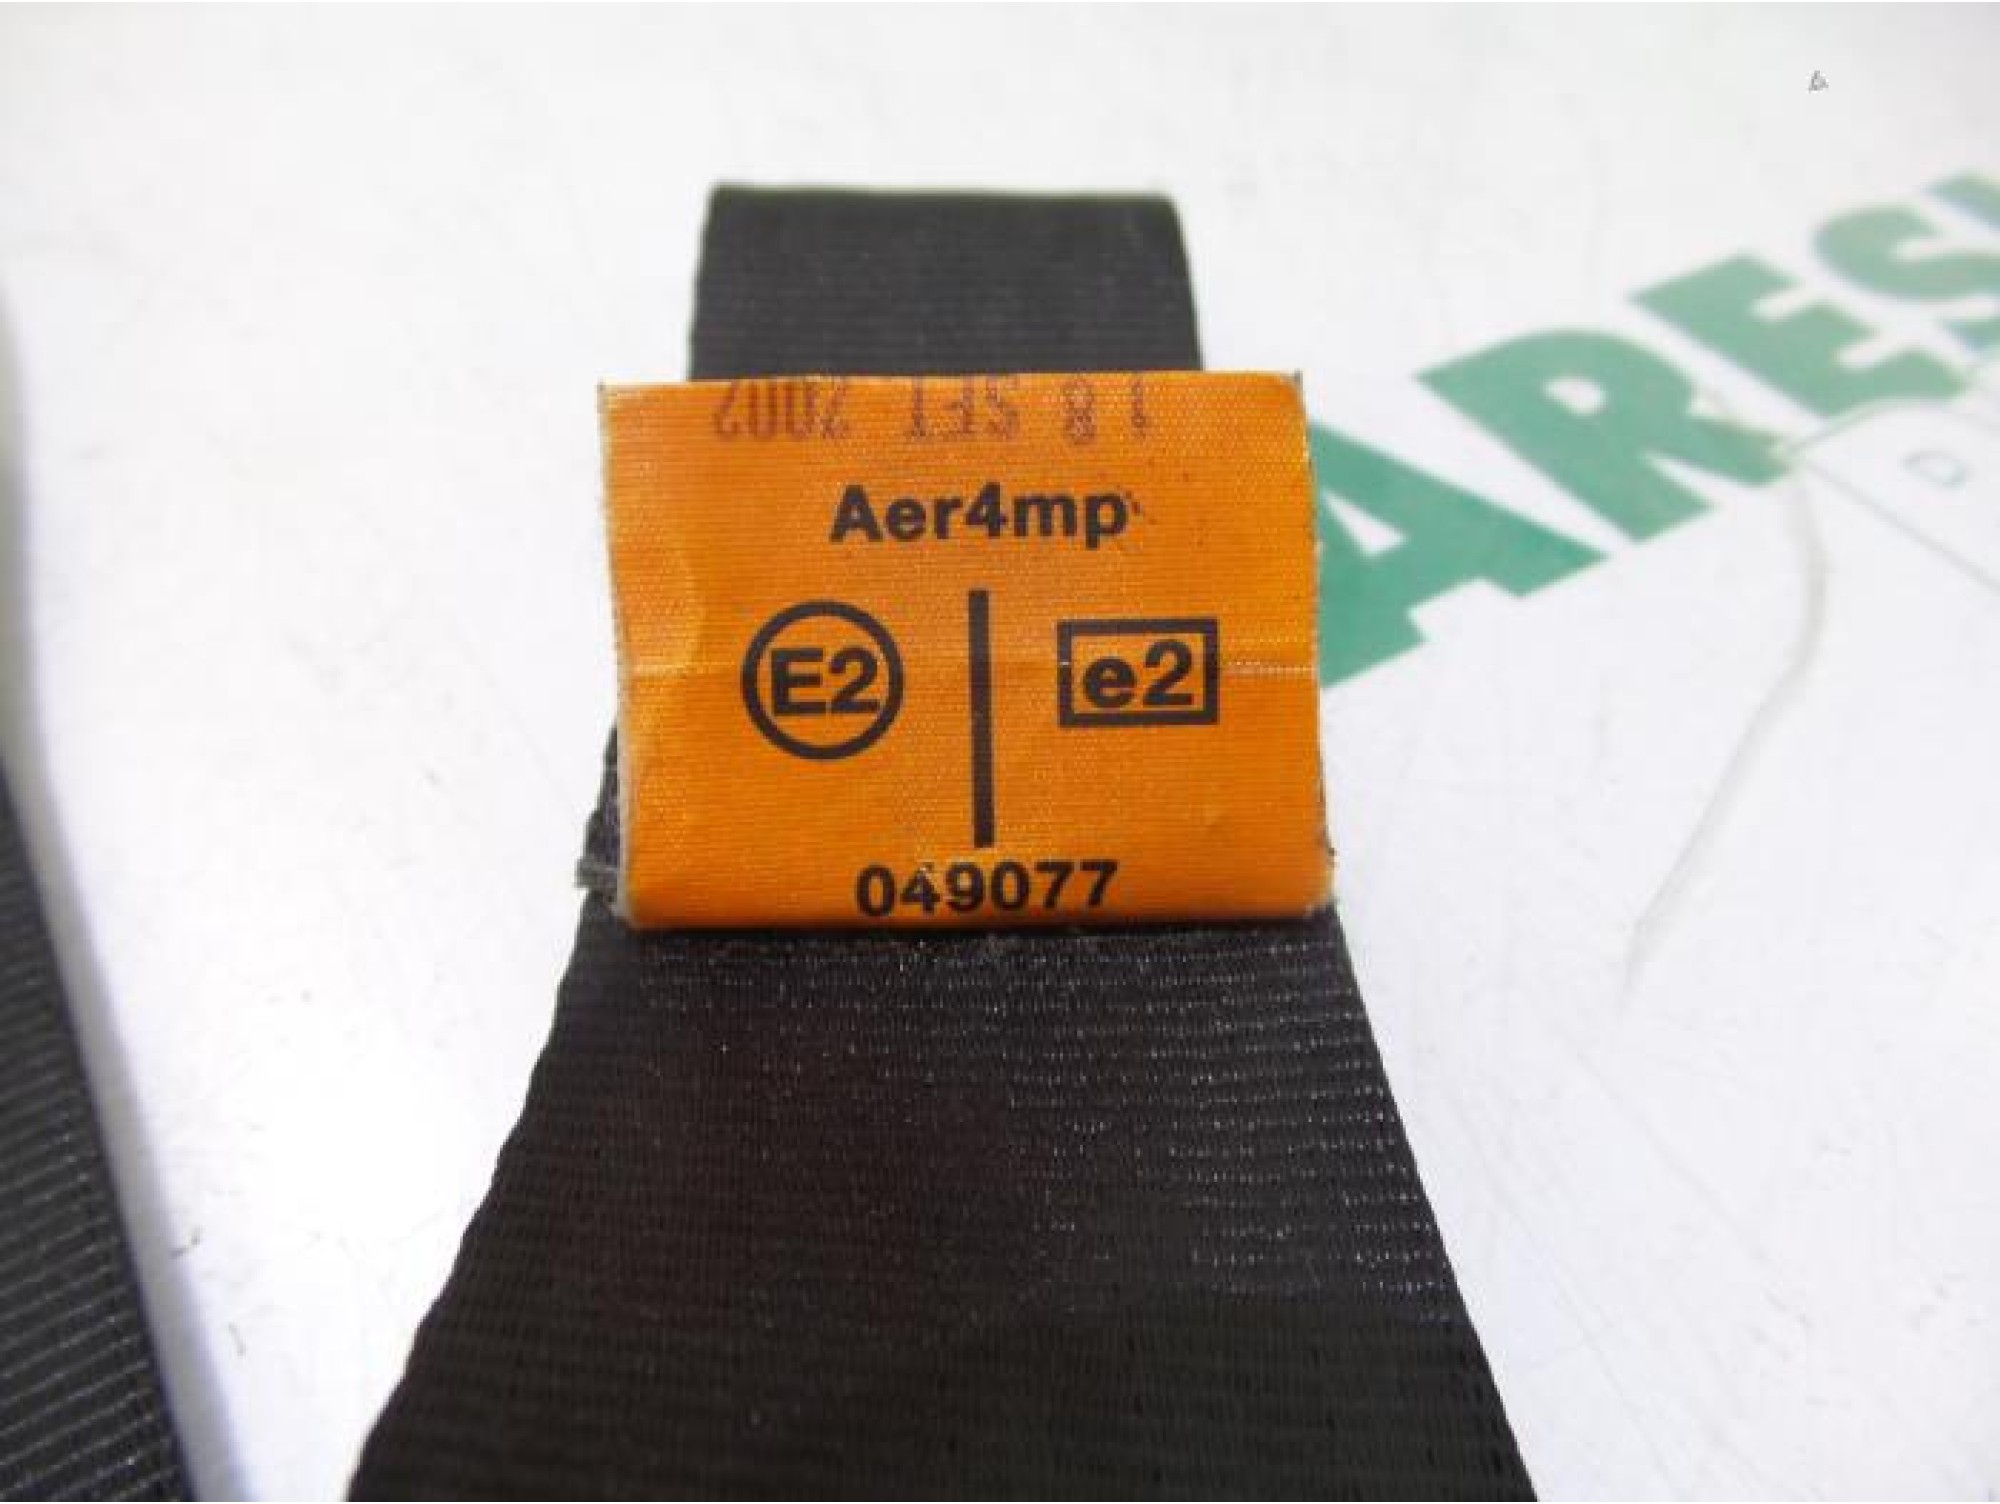 18 SET. 2002
Aer4mp
E2 e2
049077
ARES